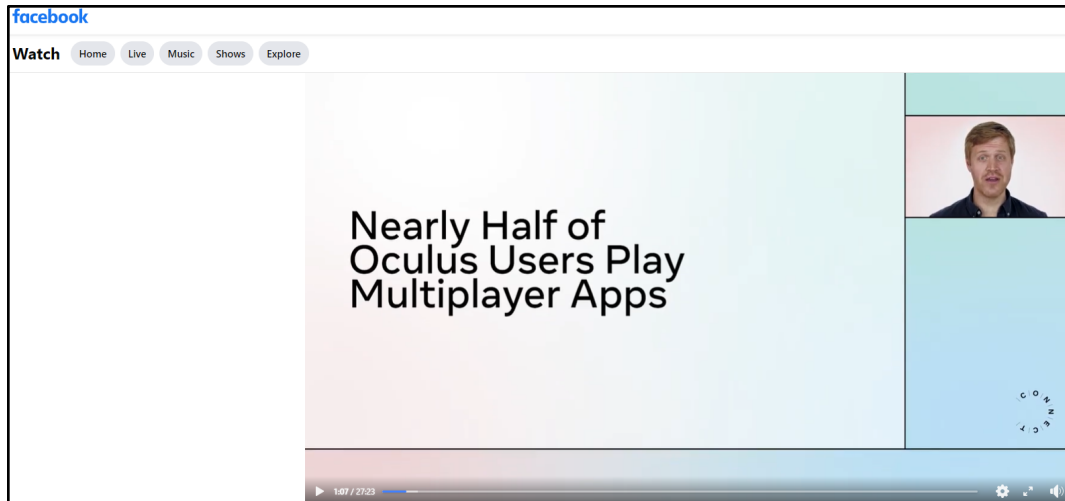 facebook
Watch Home Live Music Shows Explore
Nearly Half of
Oculus Users Play
Multiplayer Apps
CONNECT
1:07 / 27:23